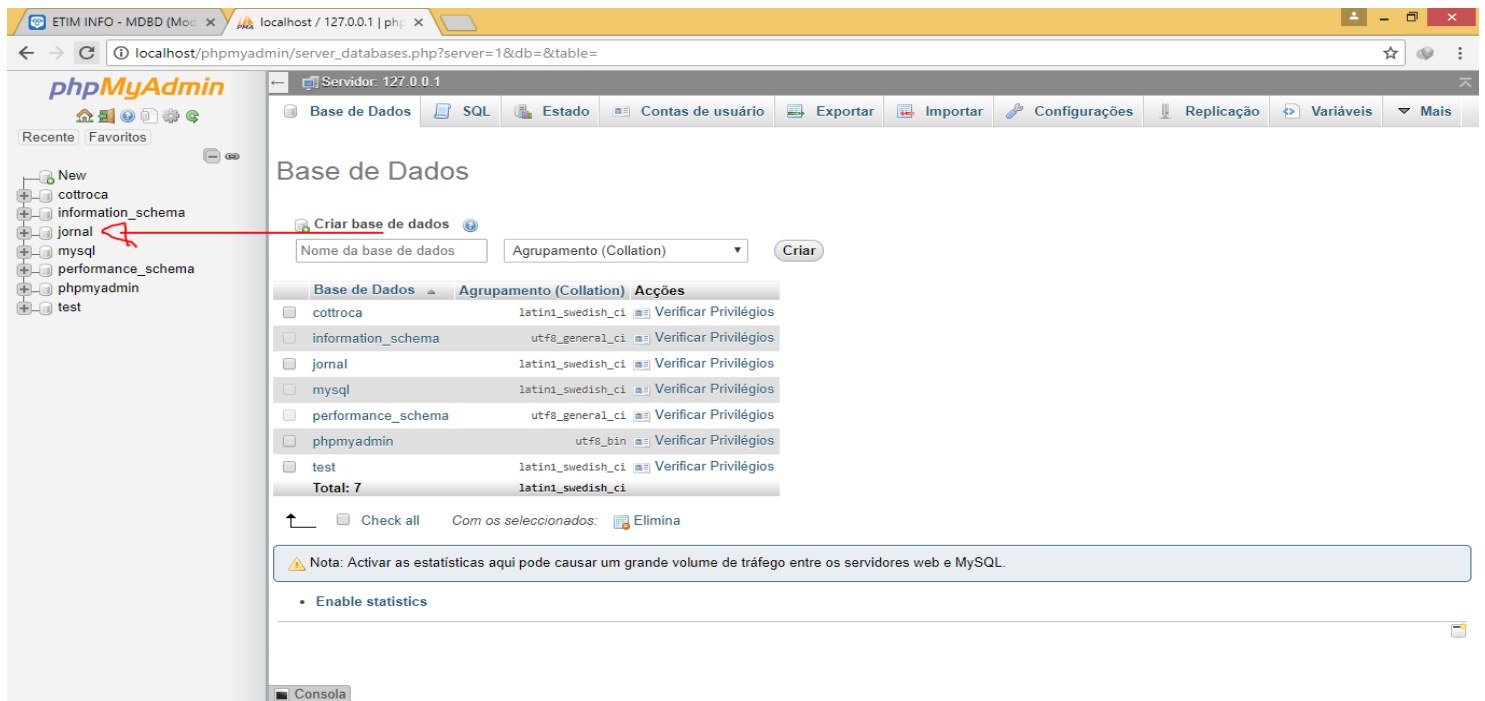 ETIM INFO - MDBD (Mod
localhost / 127.0.0.1 | php
localhost/phpmyadmin/server_databases.php?server=1&db=&table=
phpMyAdmin
Recente Favoritos
New
cottroca
information_schema
jornal
mysql
performance_schema
phpmyadmin
test
Servidor: 127.0.0.1
Base de Dados SQL Estado Contas de usuário Exportar Importar Configurações Replicação Variáveis Mais
Base de Dados
Criar base de dados
Nome da base de dados Agrupamento (Collation) Criar
Base de Dados Agrupamento (Collation) Acções
cottroca latin1_swedish_ci Verificar Privilégios
information_schema utf8_general_ci Verificar Privilégios
jornal latin1_swedish_ci Verificar Privilégios
mysql latin1_swedish_ci Verificar Privilégios
performance_schema utf8_general_ci Verificar Privilégios
phpmyadmin utf8_bin Verificar Privilégios
test latin1_swedish_ci Verificar Privilégios
Total: 7 latin1_swedish_ci
Check all Com os seleccionados: Elimina
Nota: Activar as estatísticas aqui pode causar um grande volume de tráfego entre os servidores web e MySQL.
• Enable statistics
Consola